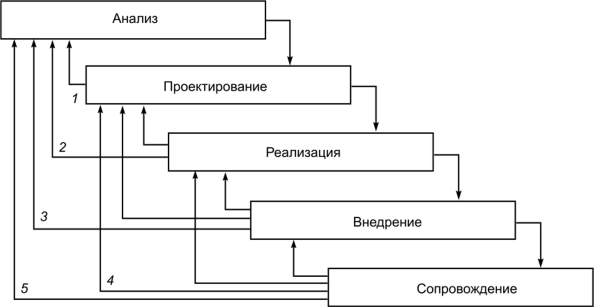 Анализ
Проектирование
1
Реализация
2
Внедрение
3
Сопровождение
4
5